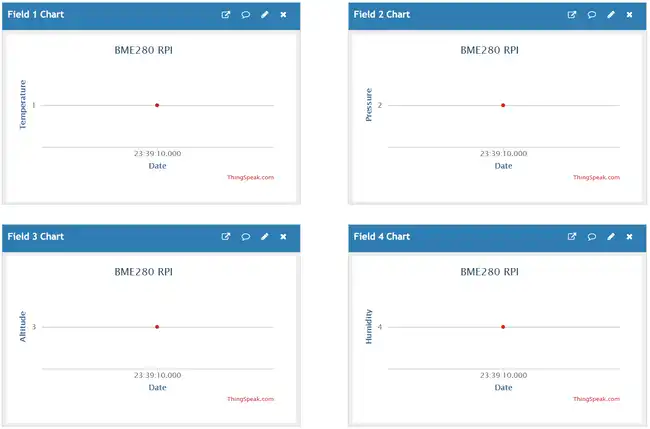 Field 1 Chart
BME280 RPI
Temperature
1
23:39:10.000
Date
ThingSpeak.com
Field 2 Chart
BME280 RPI
Pressure
2
23:39:10.000
Date
ThingSpeak.com
Field 3 Chart
BME280 RPI
Altitude
3
23:39:10.000
Date
ThingSpeak.com
Field 4 Chart
BME280 RPI
Humidity
4
23:39:10.000
Date
ThingSpeak.com